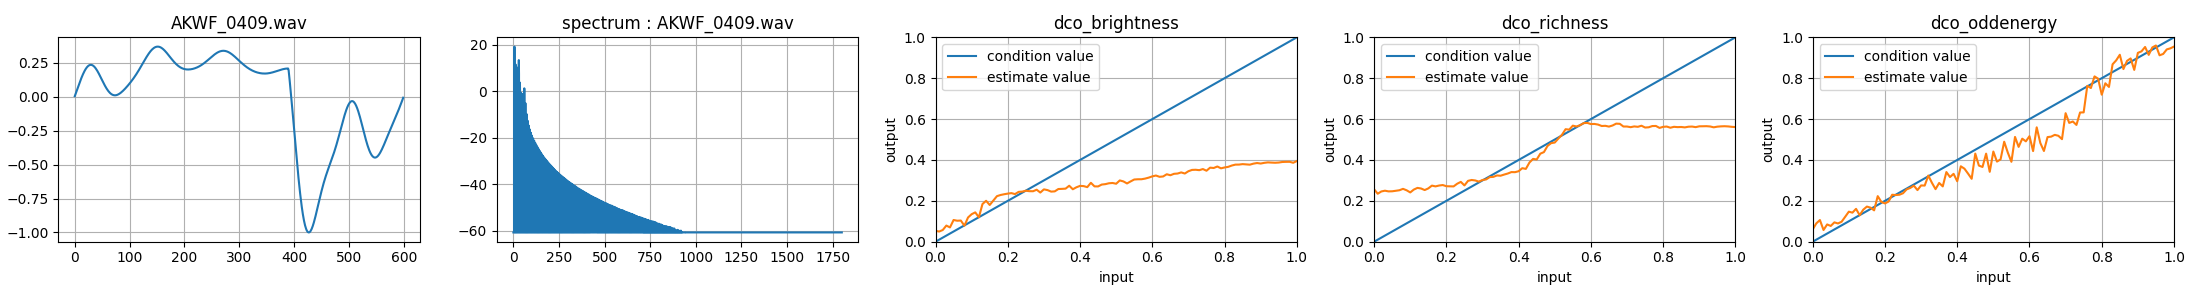 AKWF_0409.wav
0.25
0.00
−0.25
−0.50
−0.75
−1.00
0 100 200 300 400 500 600
spectrum : AKWF_0409.wav
20
0
−20
−40
−60
0 250 500 750 1000 1250 1500 1750
dco_brightness
condition value
estimate value
output
1.0
0.8
0.6
0.4
0.2
0.0
0.0 0.2 0.4 0.6 0.8 1.0
input
dco_richness
condition value
estimate value
output
1.0
0.8
0.6
0.4
0.2
0.0
0.0 0.2 0.4 0.6 0.8 1.0
input
dco_oddenergy
condition value
estimate value
output
1.0
0.8
0.6
0.4
0.2
0.0
0.0 0.2 0.4 0.6 0.8 1.0
input